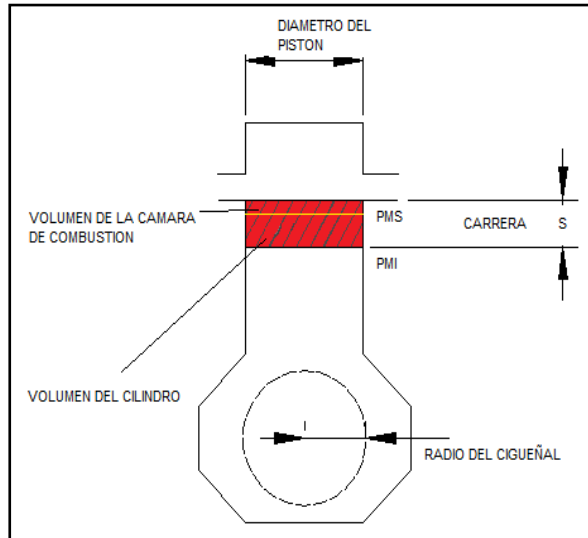 DIAMETRO DEL
PISTON
VOLUMEN DE LA CAMARA
DE COMBUSTION
PMS
CARRERA
S
PMI
VOLUMEN DEL CILINDRO
RADIO DEL CIGUEÑAL